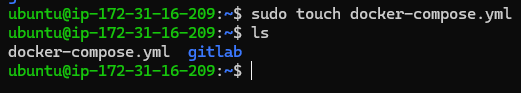 ubuntu@ip-172-31-16-209:~$ sudo touch docker-compose.yml
ubuntu@ip-172-31-16-209:~$ ls
docker-compose.yml  gitlab
ubuntu@ip-172-31-16-209:~$